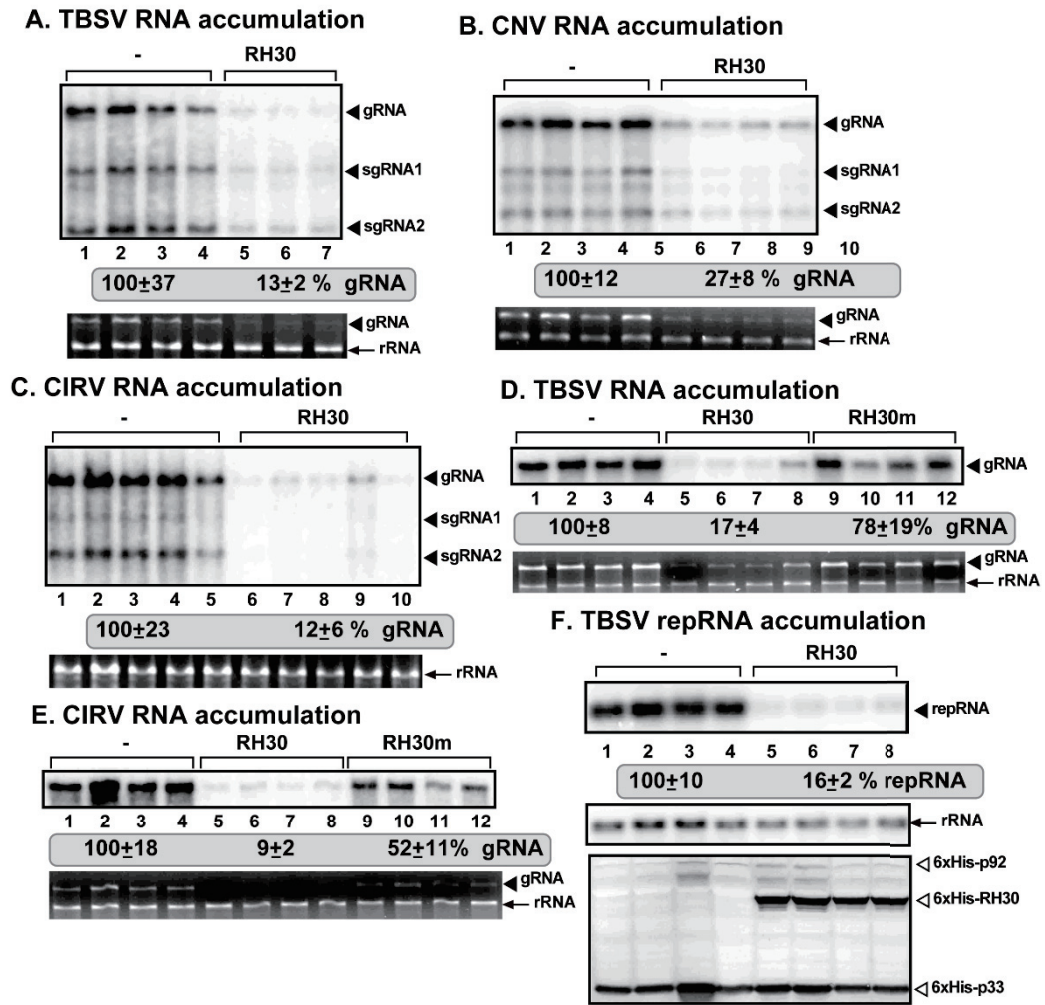 A. TBSV RNA accumulation
- RH30
gRNA
sgRNA1
sgRNA2
1 2 3 4 5 6 7
100±37 13±2 % gRNA
gRNA
rRNA
B. CNV RNA accumulation
- RH30
gRNA
sgRNA1
sgRNA2
1 2 3 4 5 6 7 8 9 10
100±12 27±8 % gRNA
gRNA
rRNA
C. CIRV RNA accumulation
- RH30
gRNA
sgRNA1
sgRNA2
1 2 3 4 5 6 7 8 9 10
100±23 12±6 % gRNA
rRNA
D. TBSV RNA accumulation
- RH30 RH30m
gRNA
1 2 3 4 5 6 7 8 9 10 11 12
100±8 17±4 78±19% gRNA
gRNA
rRNA
E. CIRV RNA accumulation
- RH30 RH30m
1 2 3 4 5 6 7 8 9 10 11 12
100±18 9±2 52±11% gRNA
gRNA
rRNA
F. TBSV repRNA accumulation
- RH30
repRNA
1 2 3 4 5 6 7 8
100±10 16±2 % repRNA
rRNA
6xHis-p92
6xHis-RH30
6xHis-p33